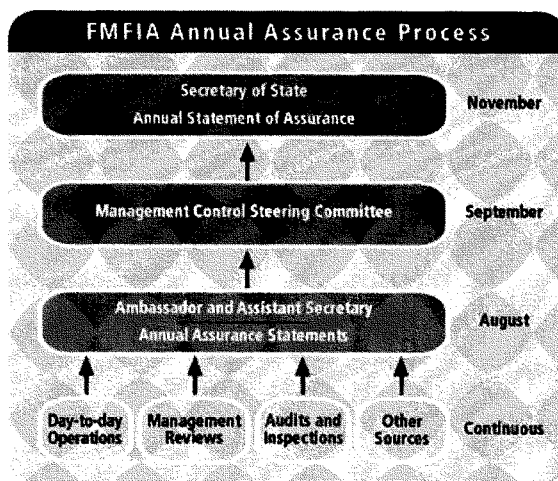 FMFIA Annual Assurance Process
Secretary of State
Annual Statement of Assurance
November
Management Control Steering Committee
September
Ambassador and Assistant Secretary
Annual Assurance Statements
August
Day-to-day
Operations
Management
Reviews
Audits and
Inspections
Other
Sources
Continuous